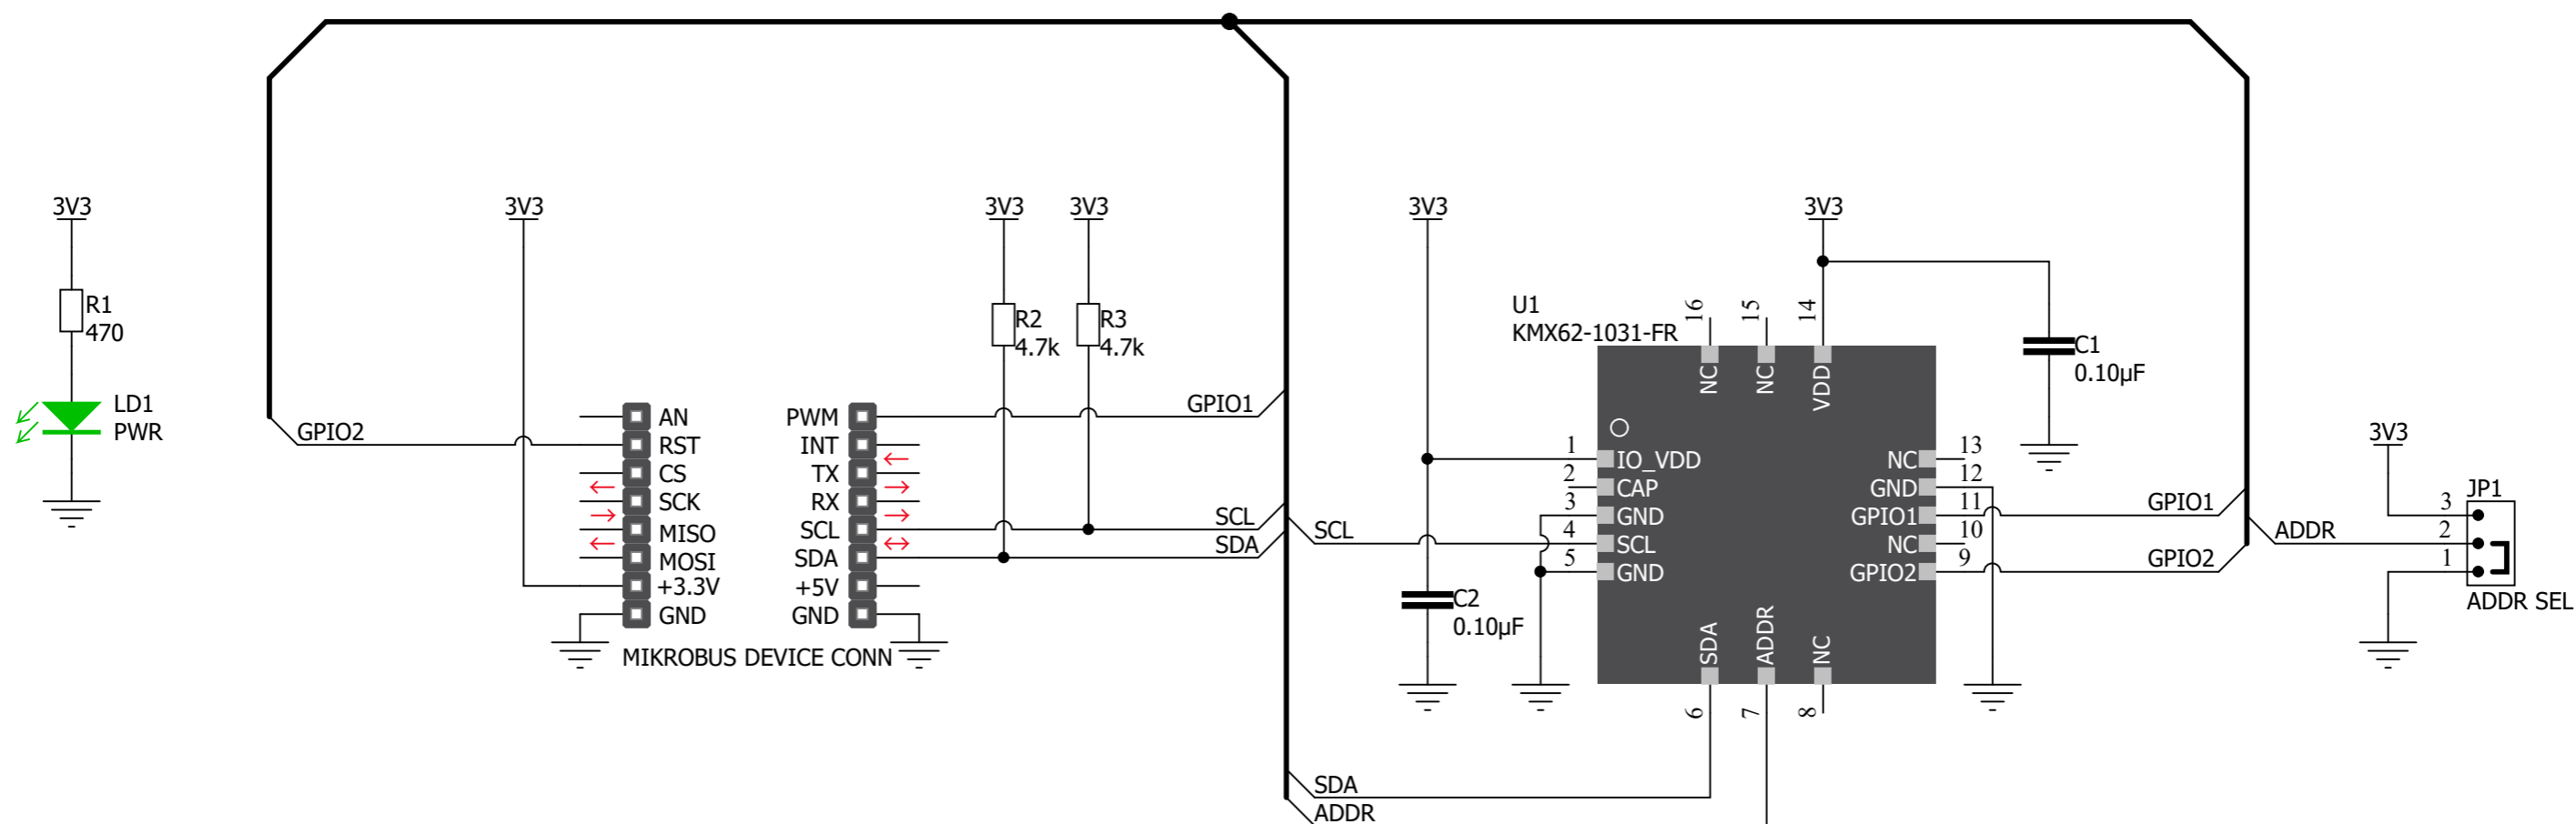 3V3
R1
470
LD1
PWR
GPIO2
3V3
AN
RST
CS
SCK
MISO
MOSI
+3.3V
GND
PWM
INT
TX
RX
SCL
SDA
+5V
GND
MIKROBUS DEVICE CONN
3V3
R2
4.7k
3V3
R3
4.7k
GPIO1
SCL
SDA
SCL
SDA
ADDR
3V3
C2
0.10µF
U1
KMX62-1031-FR
16
15
14
NC
NC
VDD
1
IO_VDD
2
CAP
3
GND
4
SCL
5
GND
NC
13
GND
12
GPIO1
11
NC
10
GPIO2
9
SDA
ADDR
NC
6
7
8
3V3
C1
0.10µF
GPIO1
GPIO2
ADDR
3V3
JP1
3
2
1
ADDR SEL